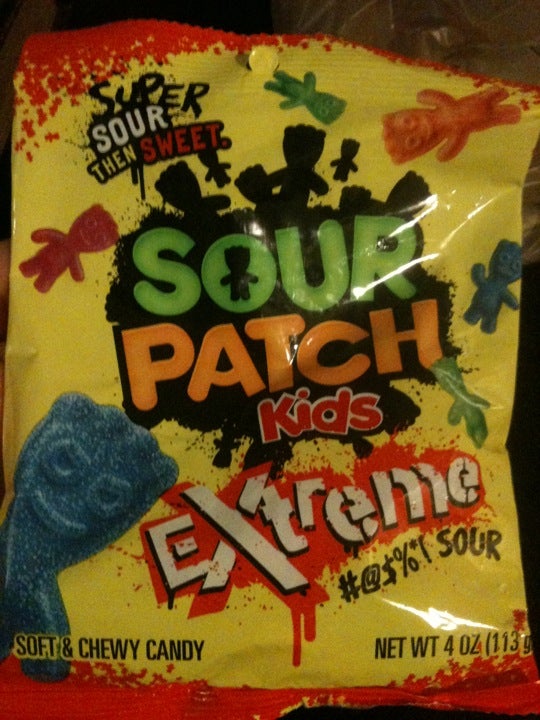 SUPER
SOUR
THEN SWEET.
SOUR
PATCH
Kids
Extreme
#@$%*! SOUR
SOFT & CHEWY CANDY
NET WT 4 OZ (113 g